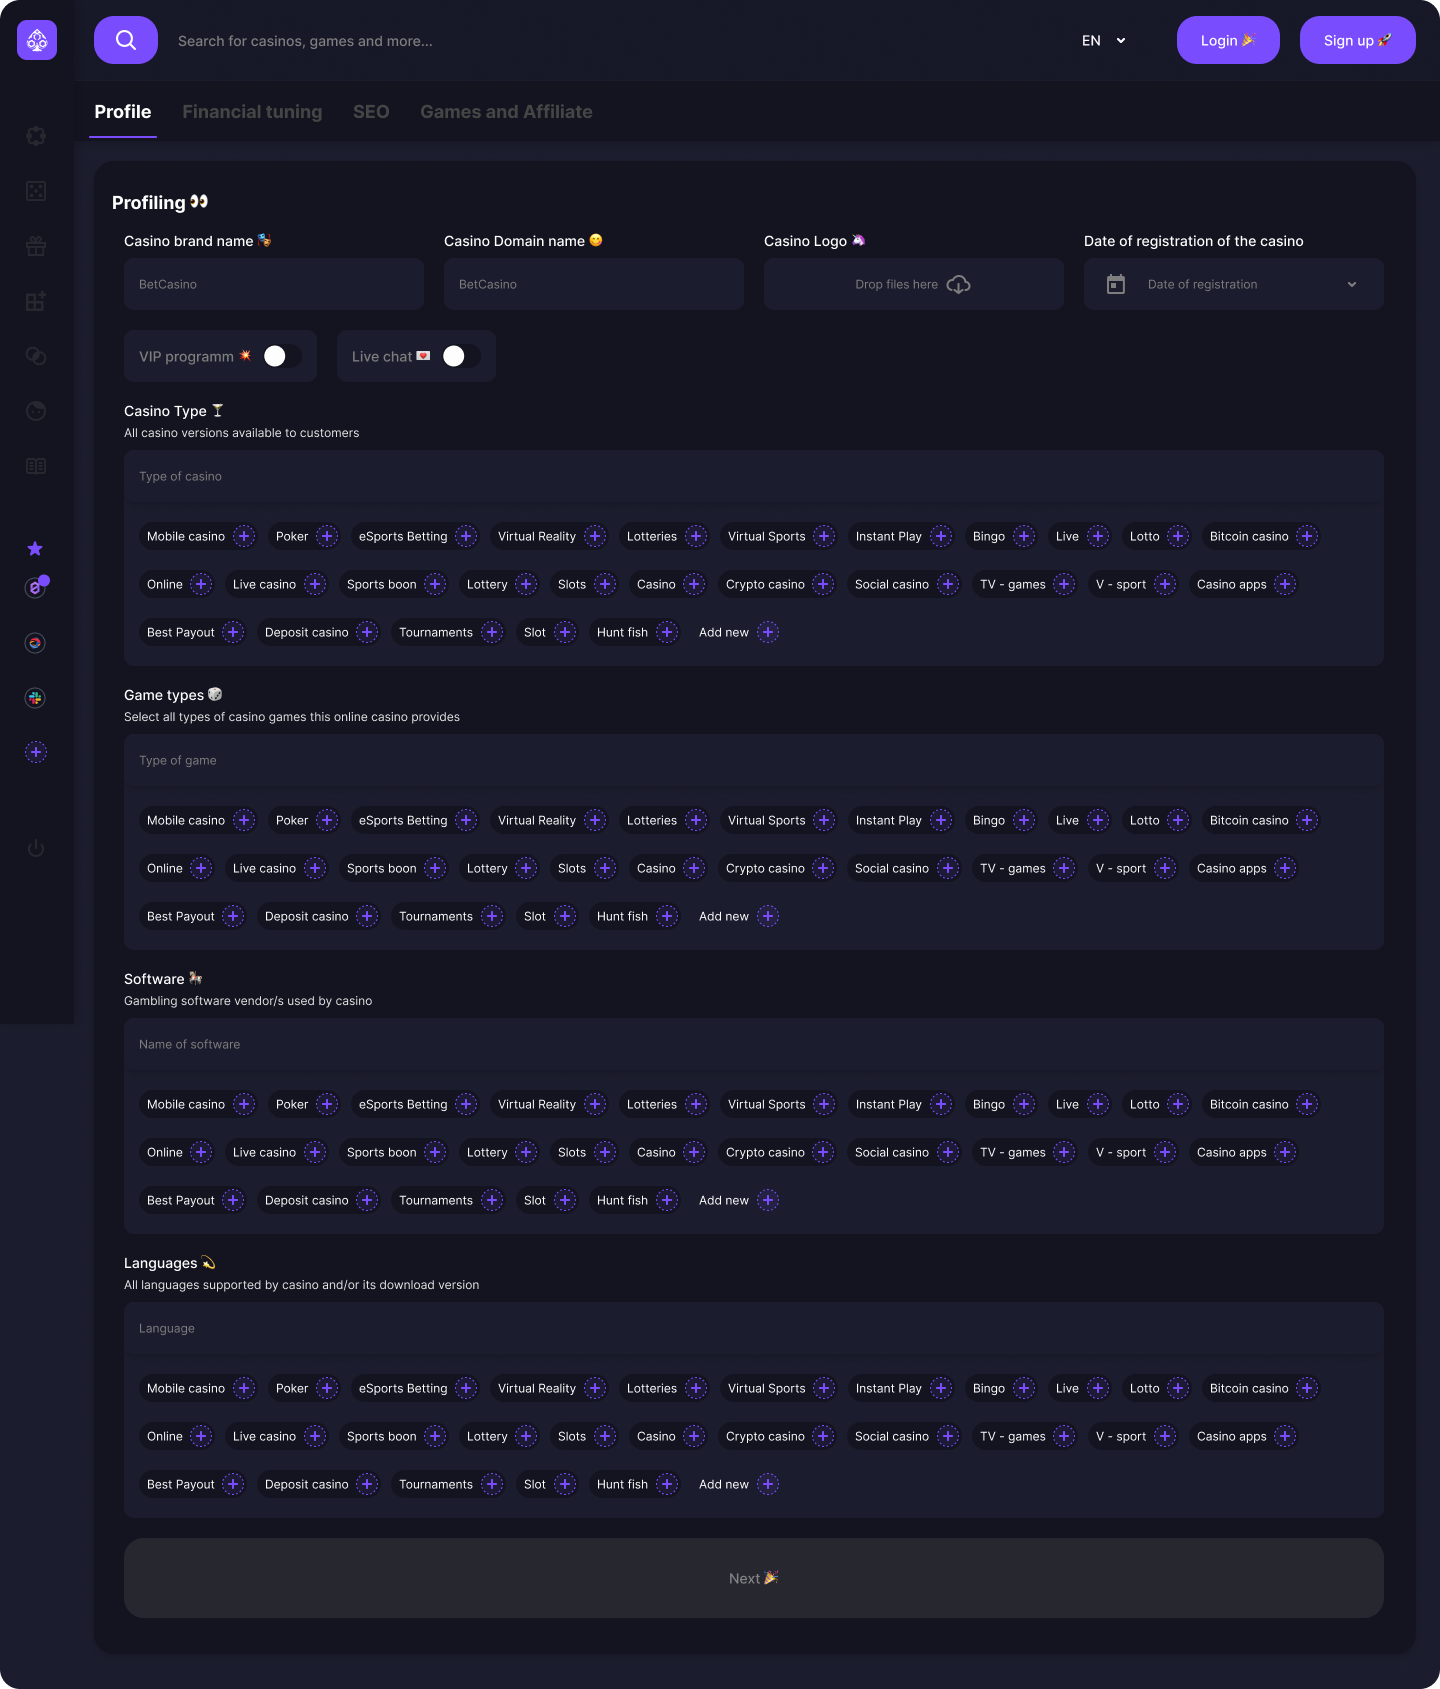 Search for casinos, games and more...
EN
Login
Sign up
Profile Financial tuning SEO Games and Affiliate
Profiling
Casino brand name Casino Domain name Casino Logo Date of registration of the casino
BetCasino BetCasino Drop files here Date of registration
VIP programm Live chat
Casino Type
All casino versions available to customers
Type of casino
Mobile casino Poker eSports Betting Virtual Reality Lotteries Virtual Sports Instant Play Bingo Live Lotto Bitcoin casino
Online Live casino Sports boon Lottery Slots Casino Crypto casino Social casino TV - games V - sport Casino apps
Best Payout Deposit casino Tournaments Slot Hunt fish Add new
Game types
Select all types of casino games this online casino provides
Type of game
Mobile casino Poker eSports Betting Virtual Reality Lotteries Virtual Sports Instant Play Bingo Live Lotto Bitcoin casino
Online Live casino Sports boon Lottery Slots Casino Crypto casino Social casino TV - games V - sport Casino apps
Best Payout Deposit casino Tournaments Slot Hunt fish Add new
Software
Gambling software vendor/s used by casino
Name of software
Mobile casino Poker eSports Betting Virtual Reality Lotteries Virtual Sports Instant Play Bingo Live Lotto Bitcoin casino
Online Live casino Sports boon Lottery Slots Casino Crypto casino Social casino TV - games V - sport Casino apps
Best Payout Deposit casino Tournaments Slot Hunt fish Add new
Languages
All languages supported by casino and/or its download version
Language
Mobile casino Poker eSports Betting Virtual Reality Lotteries Virtual Sports Instant Play Bingo Live Lotto Bitcoin casino
Online Live casino Sports boon Lottery Slots Casino Crypto casino Social casino TV - games V - sport Casino apps
Best Payout Deposit casino Tournaments Slot Hunt fish Add new
Next